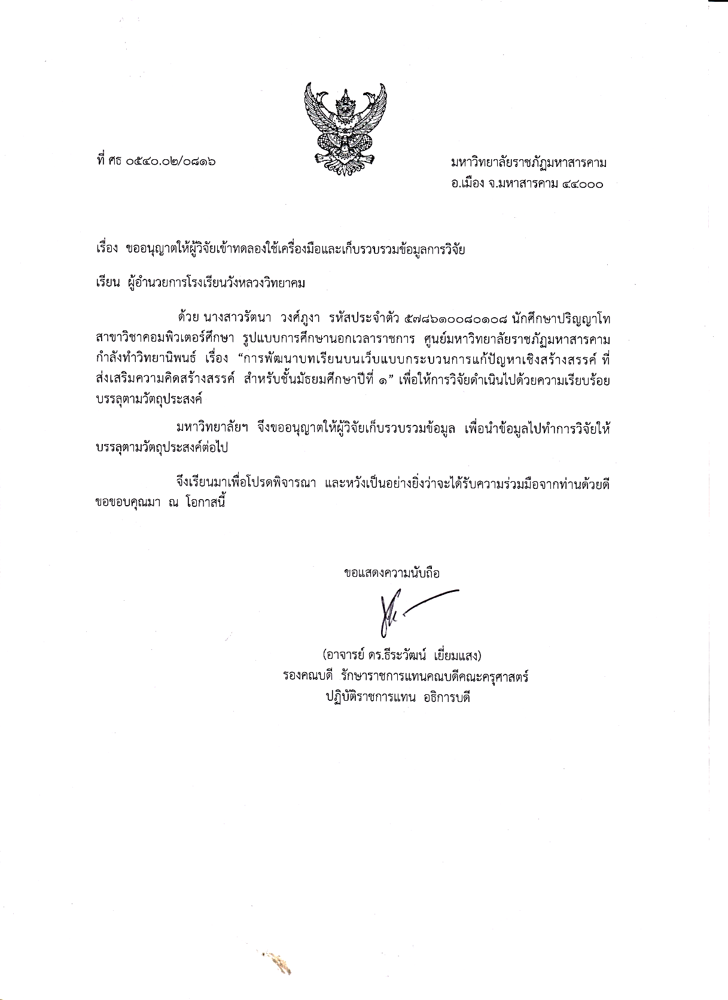 ที่ ศธ ๐๕๔๐.๐๒/๐๘๑๖
มหาวิทยาลัยราชภัฏมหาสารคาม
อ.เมือง จ.มหาสารคาม ๔๔๐๐๐
เรื่อง ขออนุญาตให้ผู้วิจัยเข้าทดลองใช้เครื่องมือและเก็บรวบรวมข้อมูลการวิจัย
เรียน ผู้อำนวยการโรงเรียนวังหลวงวิทยาคม
ด้วย นางสาวรัตนา วงศ์ภูงา รหัสประจำตัว ๕๗๘๖๑๐๐๘๐๑๐๘ นักศึกษาปริญญาโท
สาขาวิชาคอมพิวเตอร์ศึกษา รูปแบบการศึกษานอกเวลาราชการ ศูนย์มหาวิทยาลัยราชภัฏมหาสารคาม
กำลังทำวิทยานิพนธ์ เรื่อง “การพัฒนาบทเรียนบนเว็บแบบกระบวนการแก้ปัญหาเชิงสร้างสรรค์ ที่
ส่งเสริมความคิดสร้างสรรค์ สำหรับชั้นมัธยมศึกษาปีที่ ๑” เพื่อให้การวิจัยดำเนินไปด้วยความเรียบร้อย
บรรลุตามวัตถุประสงค์
มหาวิทยาลัยฯ จึงขออนุญาตให้ผู้วิจัยเก็บรวบรวมข้อมูล เพื่อนำข้อมูลไปทำการวิจัยให้
บรรลุตามวัตถุประสงค์ต่อไป
จึงเรียนมาเพื่อโปรดพิจารณา และหวังเป็นอย่างยิ่งว่าจะได้รับความร่วมมือจากท่านด้วยดี
ขอขอบคุณมา ณ โอกาสนี้
ขอแสดงความนับถือ
(อาจารย์ ดร.ธีระวัฒน์ เยี่ยมแสง)
รองคณบดี รักษาราชการแทนคณบดีคณะครุศาสตร์
ปฏิบัติราชการแทน อธิการบดี